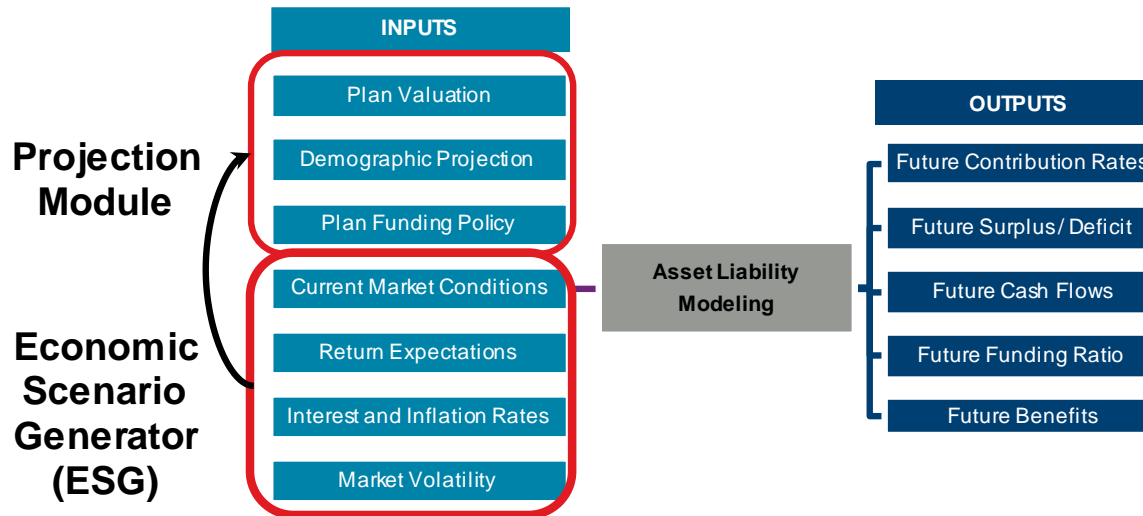 INPUTS
Plan Valuation
Demographic Projection
Plan Funding Policy
Current Market Conditions
Return Expectations
Interest and Inflation Rates
Market Volatility
Projection
Module
Economic
Scenario
Generator
(ESG)
Asset Liability
Modeling
OUTPUTS
Future Contribution Rates
Future Surplus/ Deficit
Future Cash Flows
Future Funding Ratio
Future Benefits